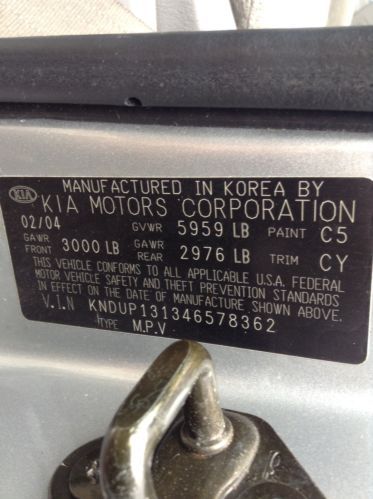 MANUFACTURED IN KOREA BY
KIA KIA MOTORS CORPORATION
02/04 GVWR 5959 LB PAINT C5
GAWR FRONT 3000 LB GAWR REAR 2976 LB TRIM CY
THIS VEHICLE CONFORMS TO ALL APPLICABLE U.S.A. FEDERAL
MOTOR VEHICLE SAFETY AND THEFT PREVENTION STANDARDS
IN EFFECT ON THE DATE OF MANUFACTURE SHOWN ABOVE.
V.I.N KNDUP131346578362
TYPE M.P.V